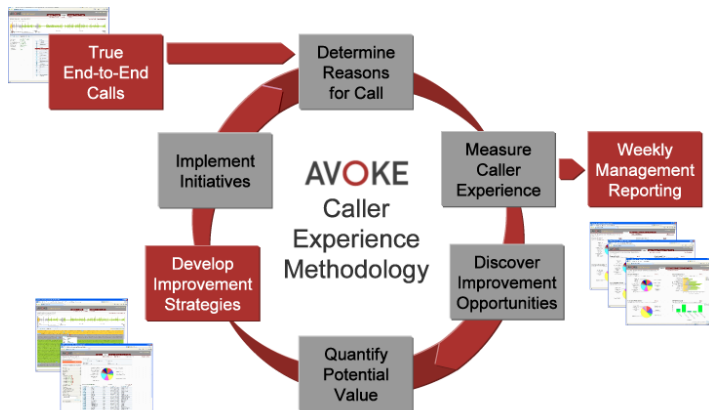 True
End-to-End
Calls
Determine
Reasons
for Call
Implement
Initiatives
Measure
Caller
Experience
Weekly
Management
Reporting
AVOKE
Caller
Experience
Methodology
Develop
Improvement
Strategies
Discover
Improvement
Opportunities
Quantify
Potential
Value